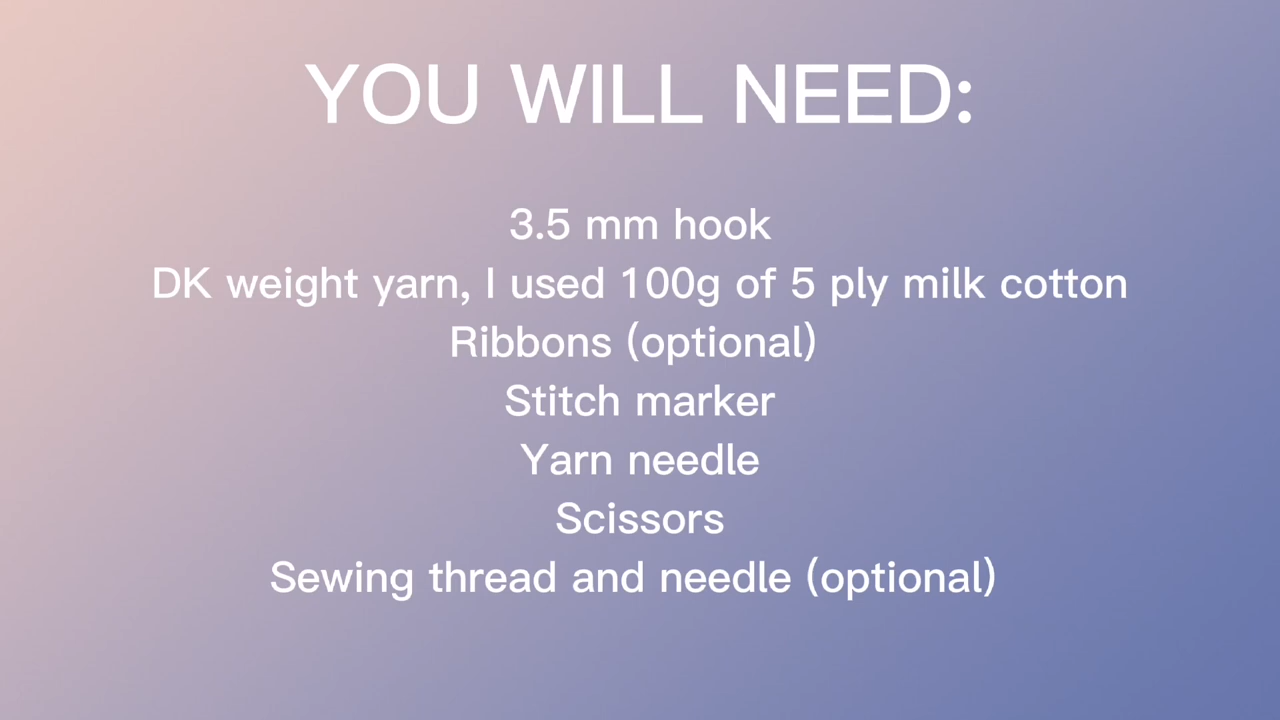 YOU WILL NEED:
3.5 mm hook
DK weight yarn, I used 100g of 5 ply milk cotton
Ribbons (optional)
Stitch marker
Yarn needle
Scissors
Sewing thread and needle (optional)